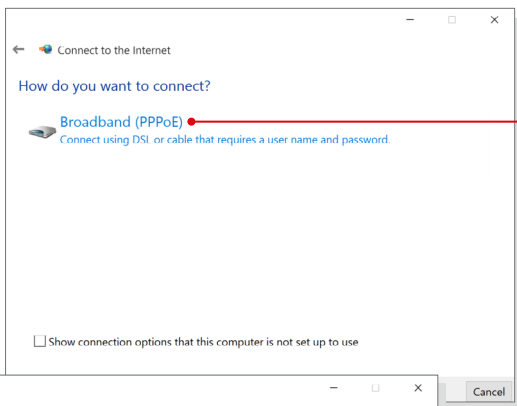 Connect to the Internet
How do you want to connect?
Broadband (PPPoE)
Connect using DSL or cable that requires a user name and password.
Show connection options that this computer is not set up to use
Cancel